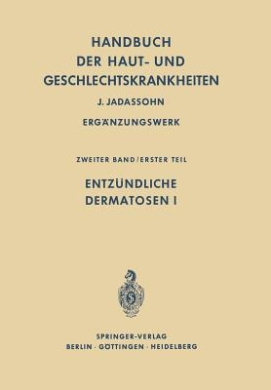 HANDBUCH
DER HAUT- UND
GESCHLECHTSKRANKHEITEN
J. JADASSOHN
ERGÄNZUNGSWERK
ZWEITER BAND/ERSTER TEIL
ENTZÜNDLICHE
DERMATOSEN I
SPRINGER-VERLAG
BERLIN · GÖTTINGEN · HEIDELBERG